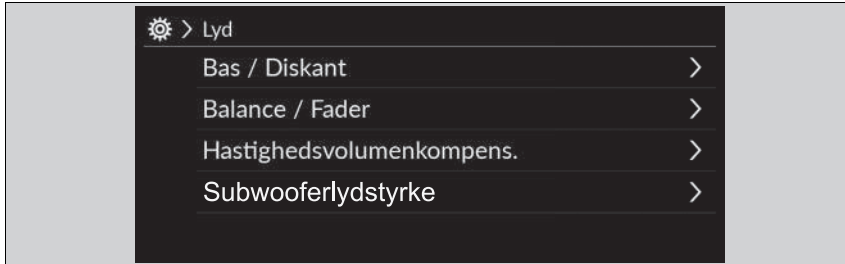 Lyd
Bas / Diskant
Balance / Fader
Hastighedsvolumenkompens.
Subwooferlydstyrke